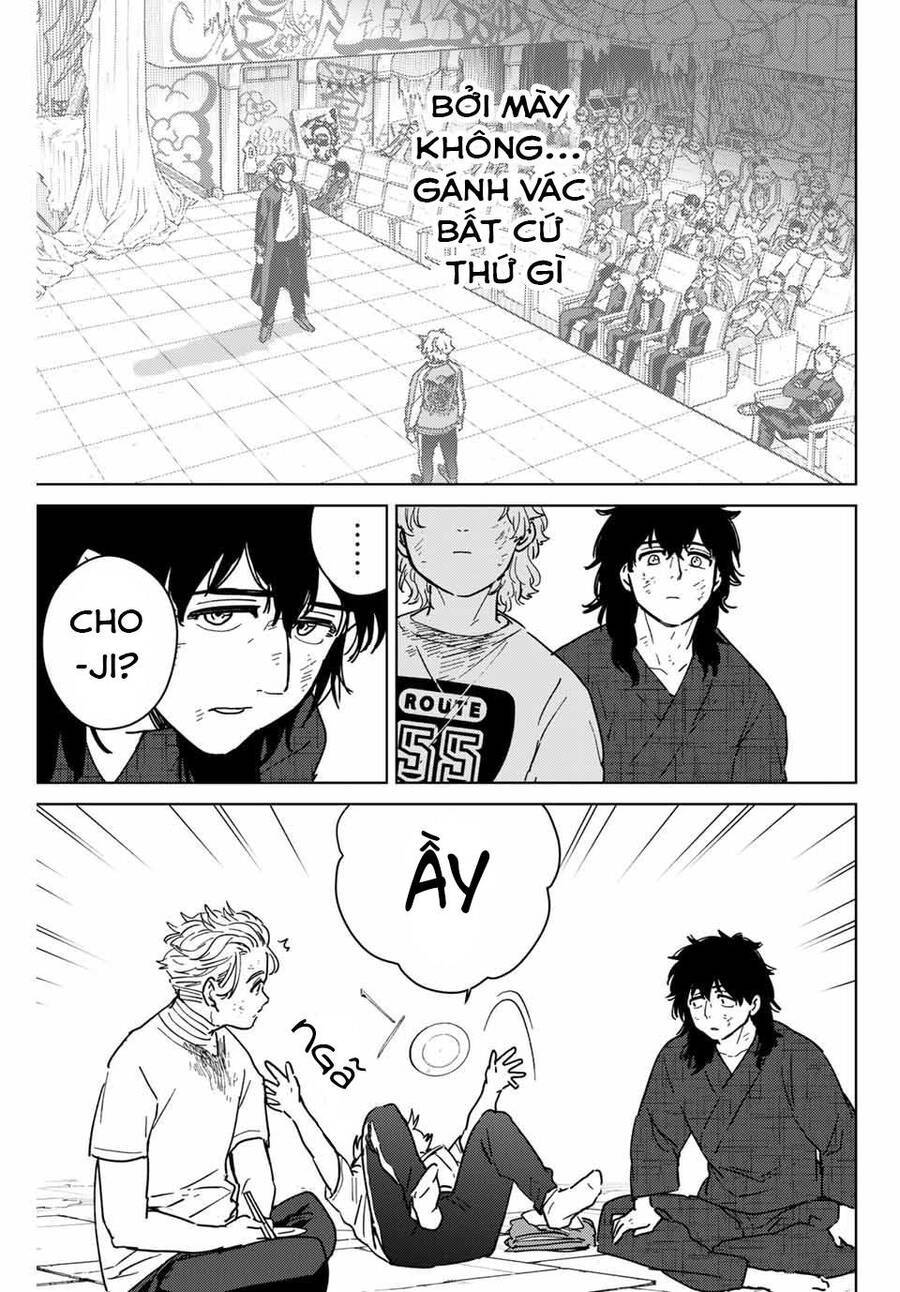 BỞI MÀY
KHÔNG...
GÁNH VÁC
BẤT CỨ
THỨ GÌ
ROUTE
55
.......
CHO
-JI?
ẦY
NGÃ